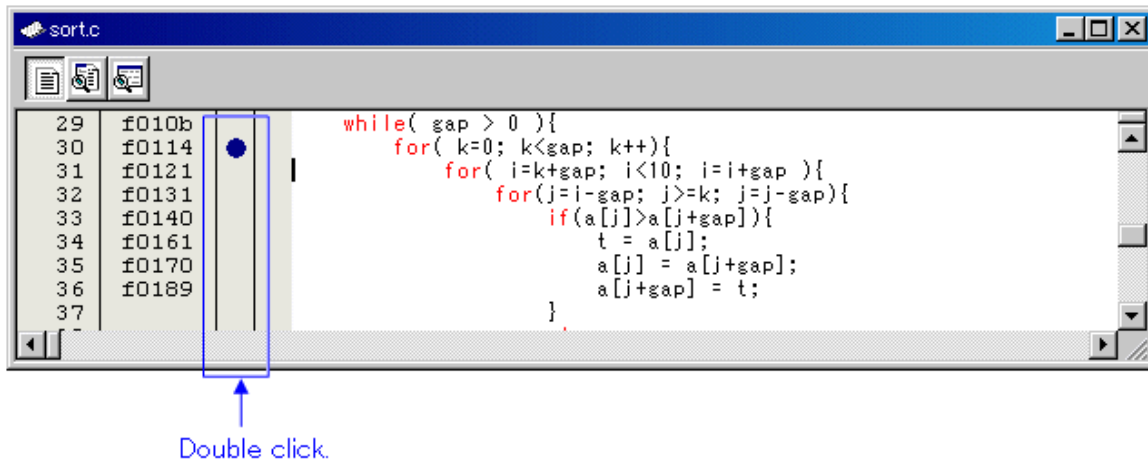 sort.c
29 f010b while( gap > 0 ){
30 f0114 for( k=0; k<gap; k++){
31 f0121 for( i=k+gap; i<10; i=i+gap ){
32 f0131 for(j=i-gap; j>=k; j=j-gap){
33 f0140 if(a[j]>a[j+gap]){
34 f0161 t = a[j];
35 f0170 a[j] = a[j+gap];
36 f0189 a[j+gap] = t;
37 }
Double click.